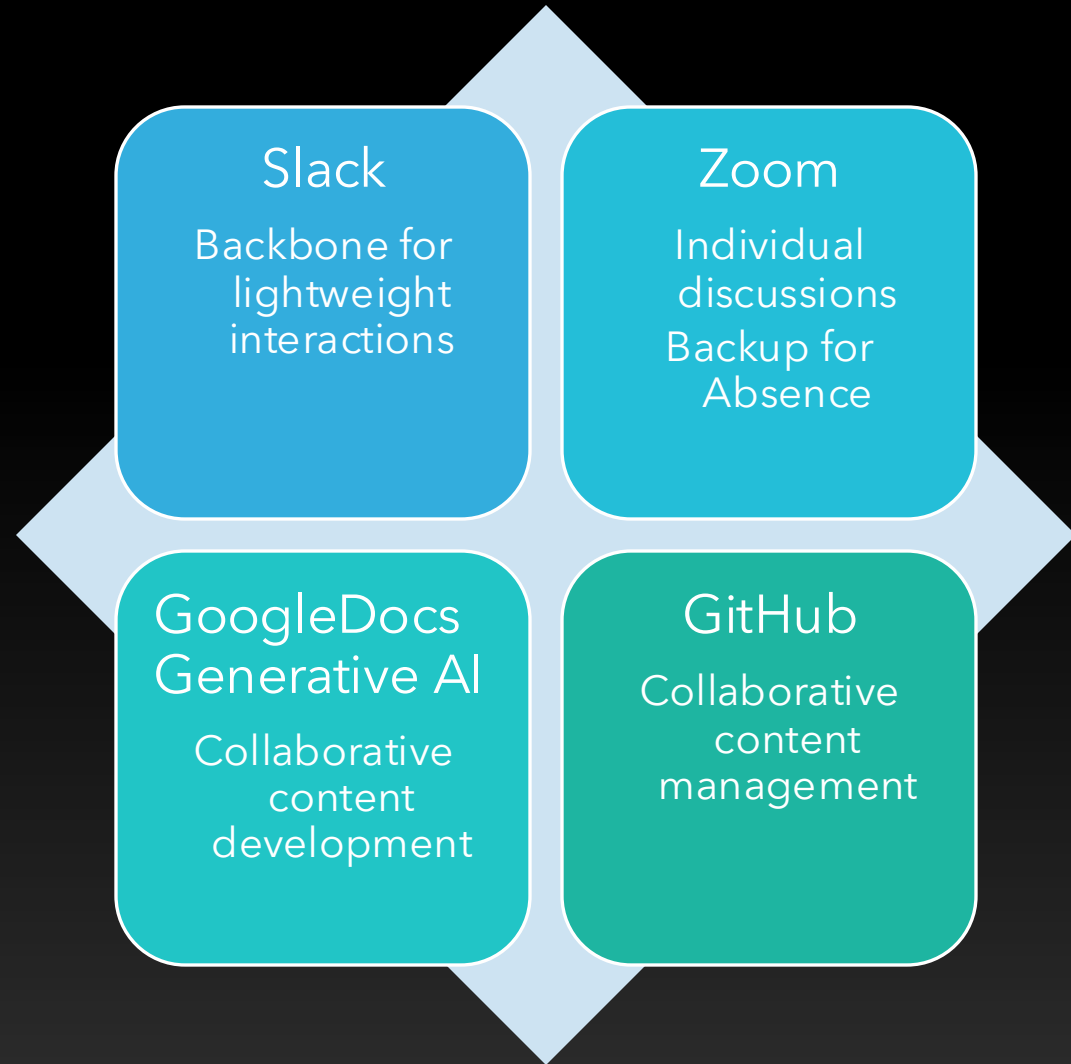 Slack
Backbone for
lightweight
interactions
Zoom
Individual
discussions
Backup for
Absence
GoogleDocs
Generative AI
Collaborative
content
development
GitHub
Collaborative
content
management